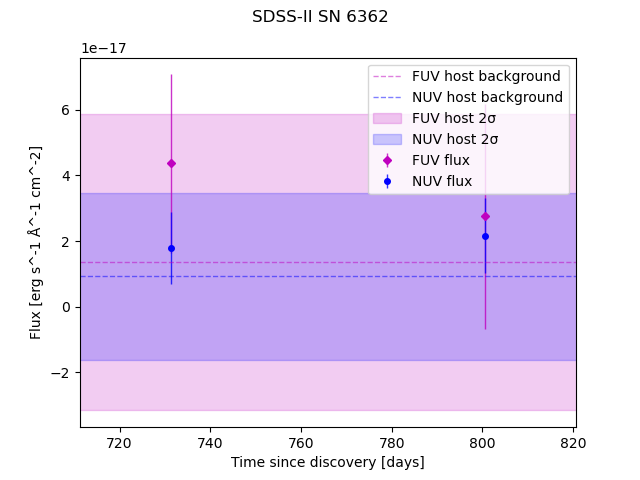 SDSS-II SN 6362
1e−17
FUV host background
NUV host background
FUV host 2σ
NUV host 2σ
FUV flux
NUV flux
6
4
2
0
−2
Flux [erg s^-1 Å^-1 cm^-2]
720
740
760
780
800
820
Time since discovery [days]